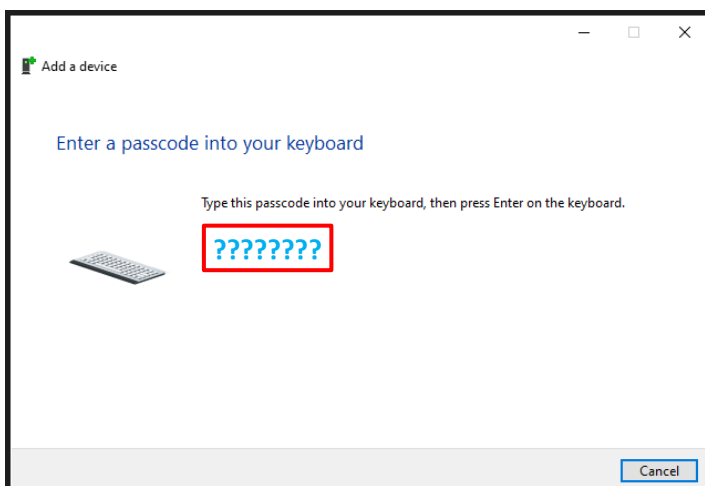 Add a device
Enter a passcode into your keyboard
Type this passcode into your keyboard, then press Enter on the keyboard.
????????
Cancel